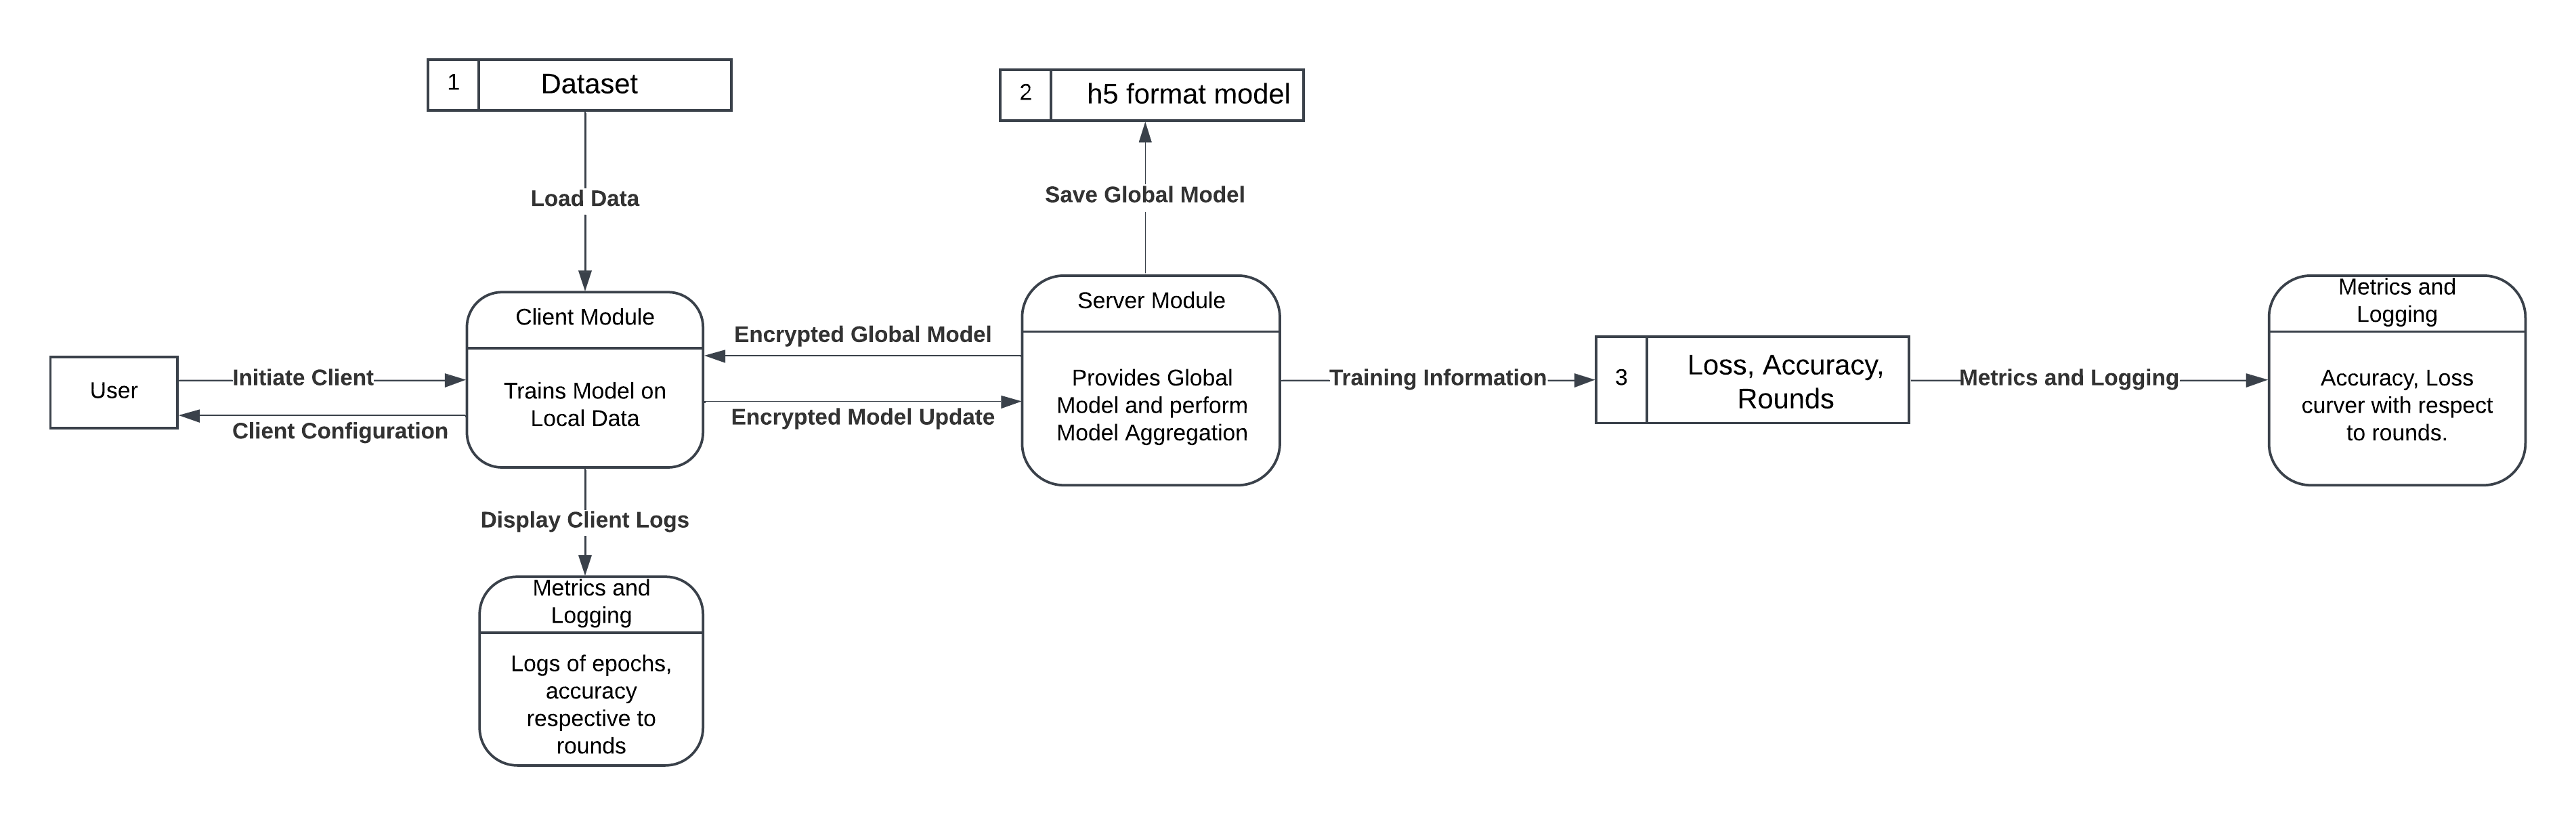 1
Dataset
2
h5 format model
Load Data
Save Global Model
Client Module
Trains Model on
Local Data
Server Module
Provides Global
Model and perform
Model Aggregation
Metrics and
Logging
Accuracy, Loss
curver with respect
to rounds.
Encrypted Global Model
Encrypted Model Update
User
Initiate Client
Client Configuration
Training Information
3
Loss, Accuracy,
Rounds
Metrics and Logging
Display Client Logs
Metrics and
Logging
Logs of epochs,
accuracy
respective to
rounds